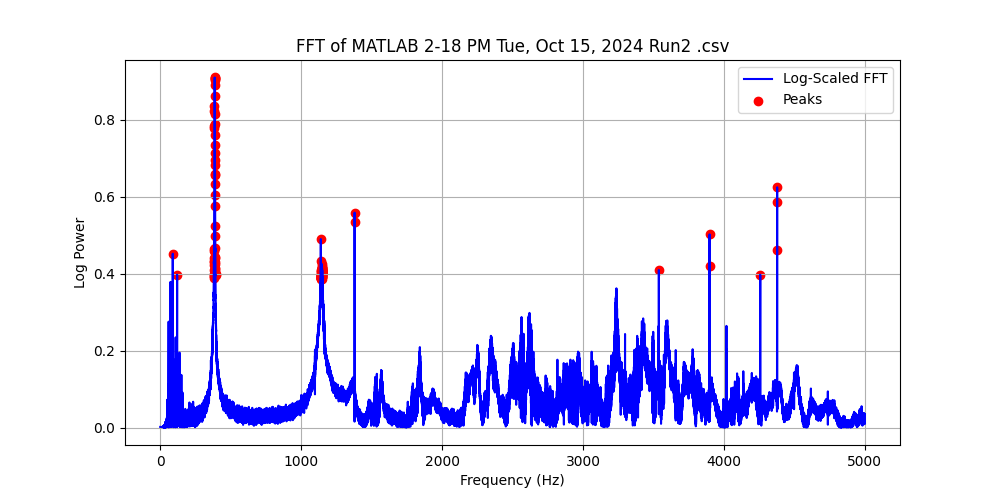 FFT of MATLAB 2-18 PM Tue, Oct 15, 2024 Run2 .csv
Log-Scaled FFT
Peaks
Log Power
0.8
0.6
0.4
0.2
0.0
0 1000 2000 3000 4000 5000
Frequency (Hz)